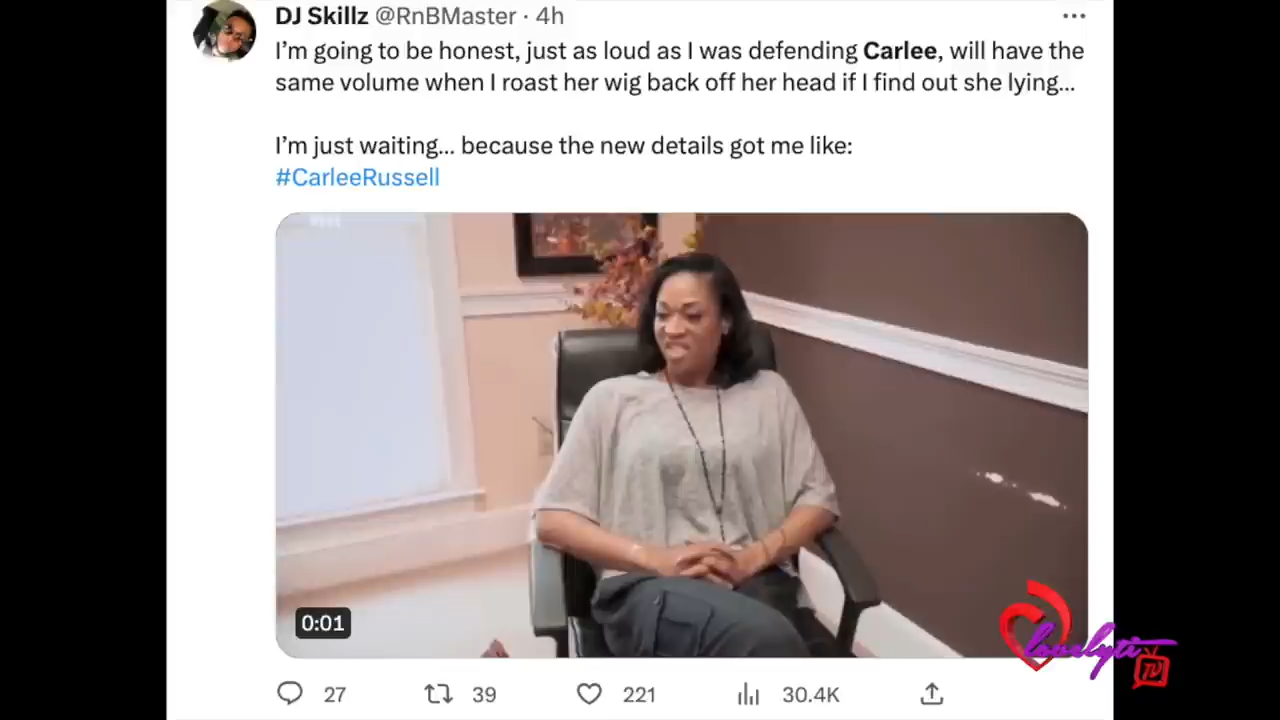 DJ Skillz @RnBMaster · 4h
I'm going to be honest, just as loud as I was defending Carlee, will have the
same volume when I roast her wig back off her head if I find out she lying...
I'm just waiting... because the new details got me like:
#CarleeRussell
0:01
lovelyti
TV
27 39 221 30.4K